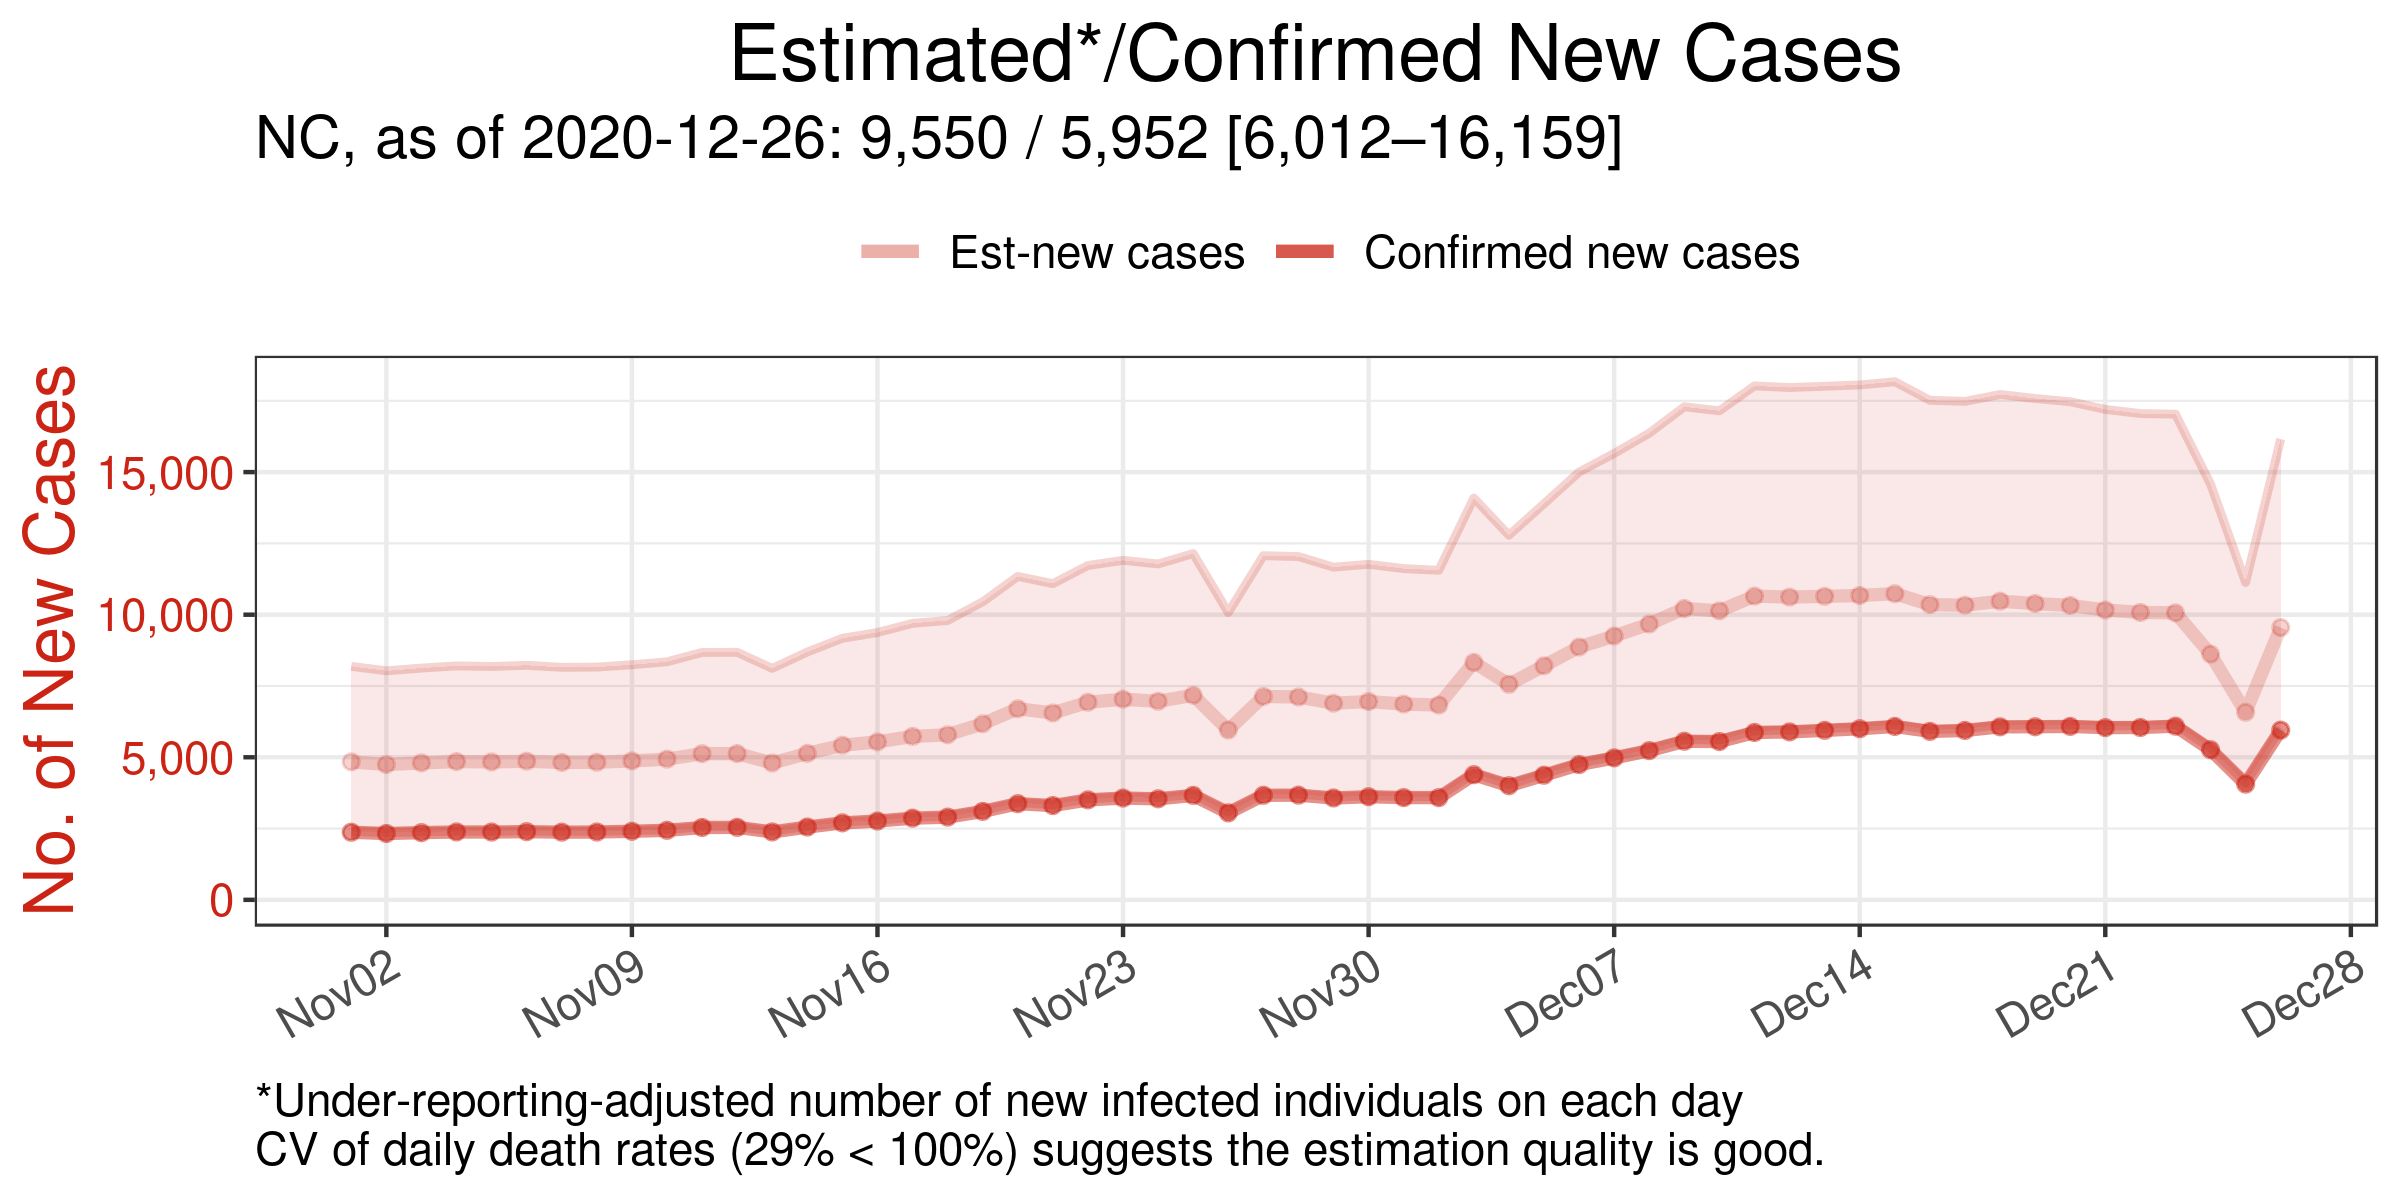 Estimated*/Confirmed New Cases
NC, as of 2020-12-26: 9,550 / 5,952 [6,012–16,159]
Est-new cases
Confirmed new cases
No. of New Cases
15,000
10,000
5,000
0
Nov02
Nov09
Nov16
Nov23
Nov30
Dec07
Dec14
Dec21
Dec28
*Under-reporting-adjusted number of new infected individuals on each day
CV of daily death rates (29% < 100%) suggests the estimation quality is good.